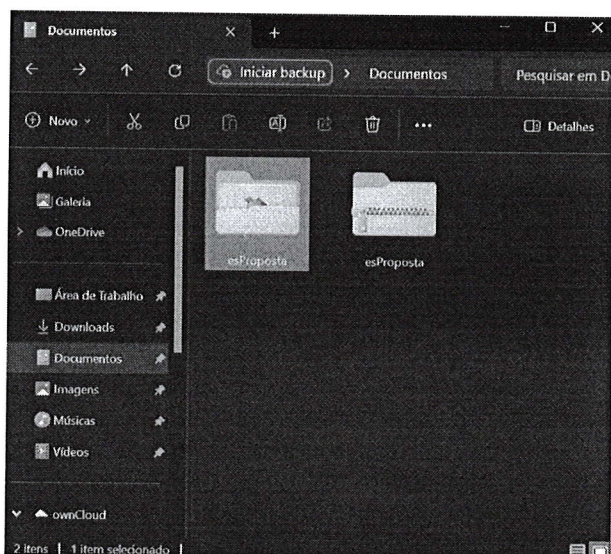 Documentos
Iniciar backup > Documentos
Pesquisar em D
Novo
Detalhes
Início
Galeria
OneDrive
Área de Trabalho
Downloads
Documentos
Imagens
Músicas
Vídeos
ownCloud
esProposta
esProposta
2 itens | 1 item selecionado |